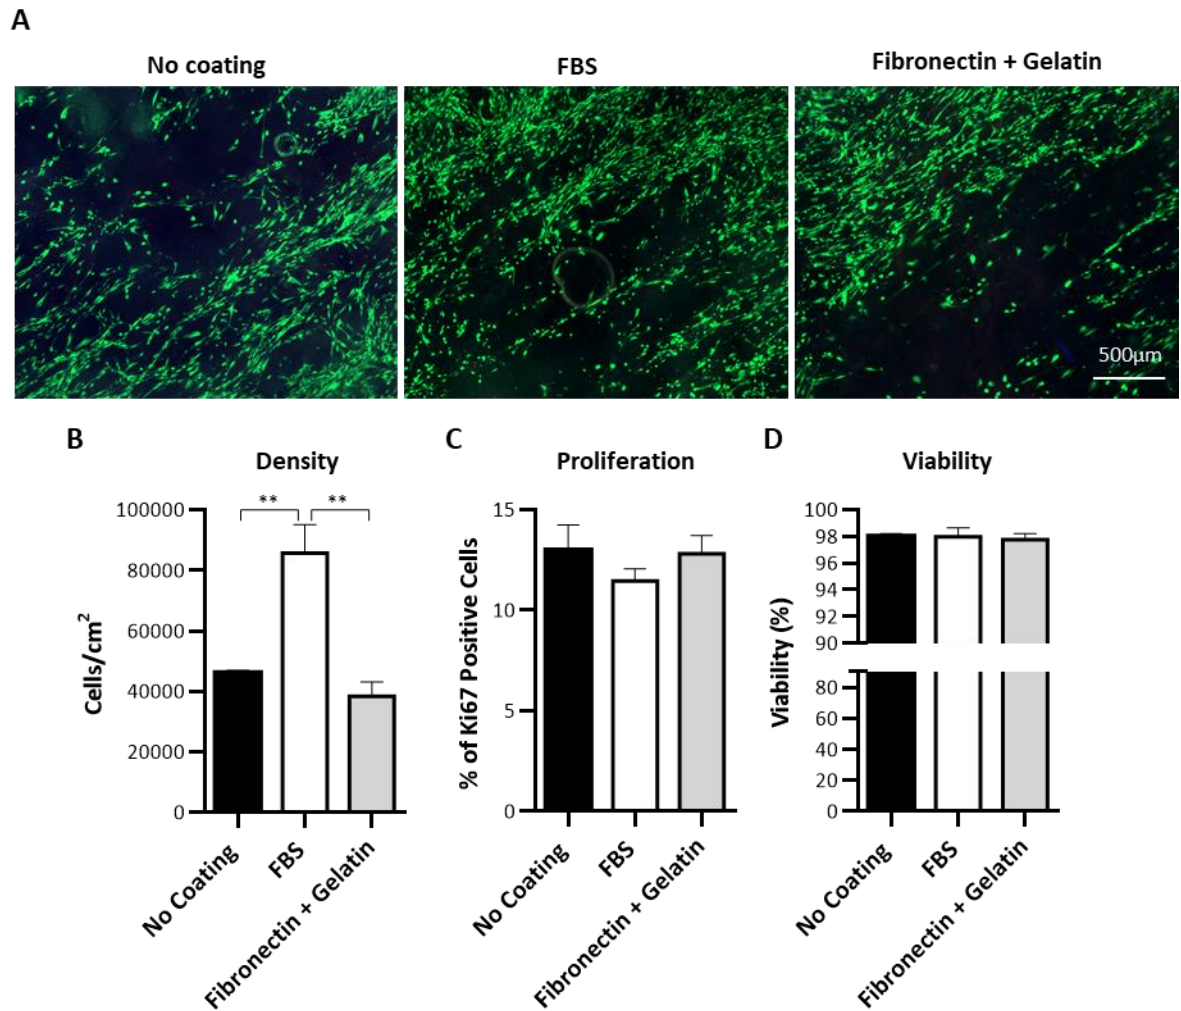 A
No coating
FBS
Fibronectin + Gelatin
500µm
B
Density
** **
100000
80000
60000
40000
20000
0
Cells/cm²
No Coating
FBS
Fibronectin + Gelatin
C
Proliferation
15
10
5
0
% of Ki67 Positive Cells
No Coating
FBS
Fibronectin + Gelatin
D
Viability
100
98
96
94
92
90
80
60
40
20
0
Viability (%)
No Coating
FBS
Fibronectin + Gelatin